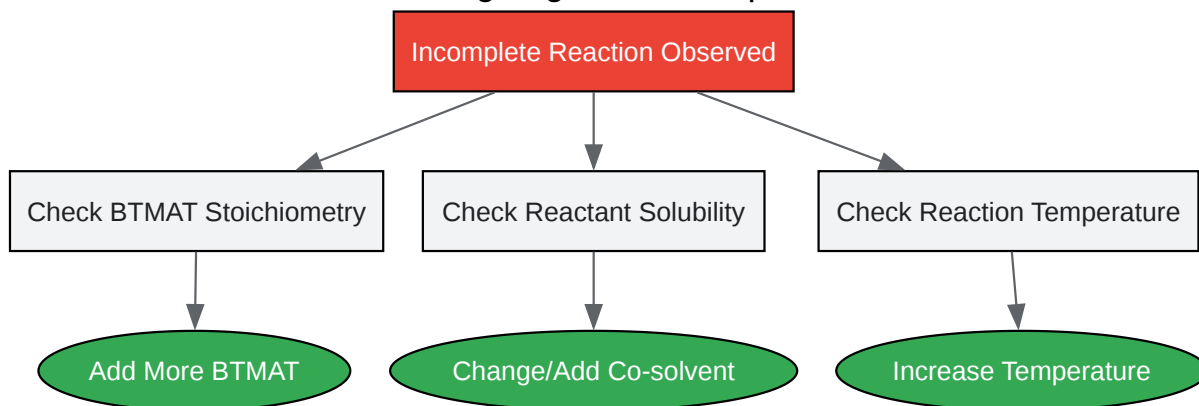 Incomplete Reaction Observed
Check BTMAT Stoichiometry
Check Reactant Solubility
Check Reaction Temperature
Add More BTMAT
Change/Add Co-solvent
Increase Temperature